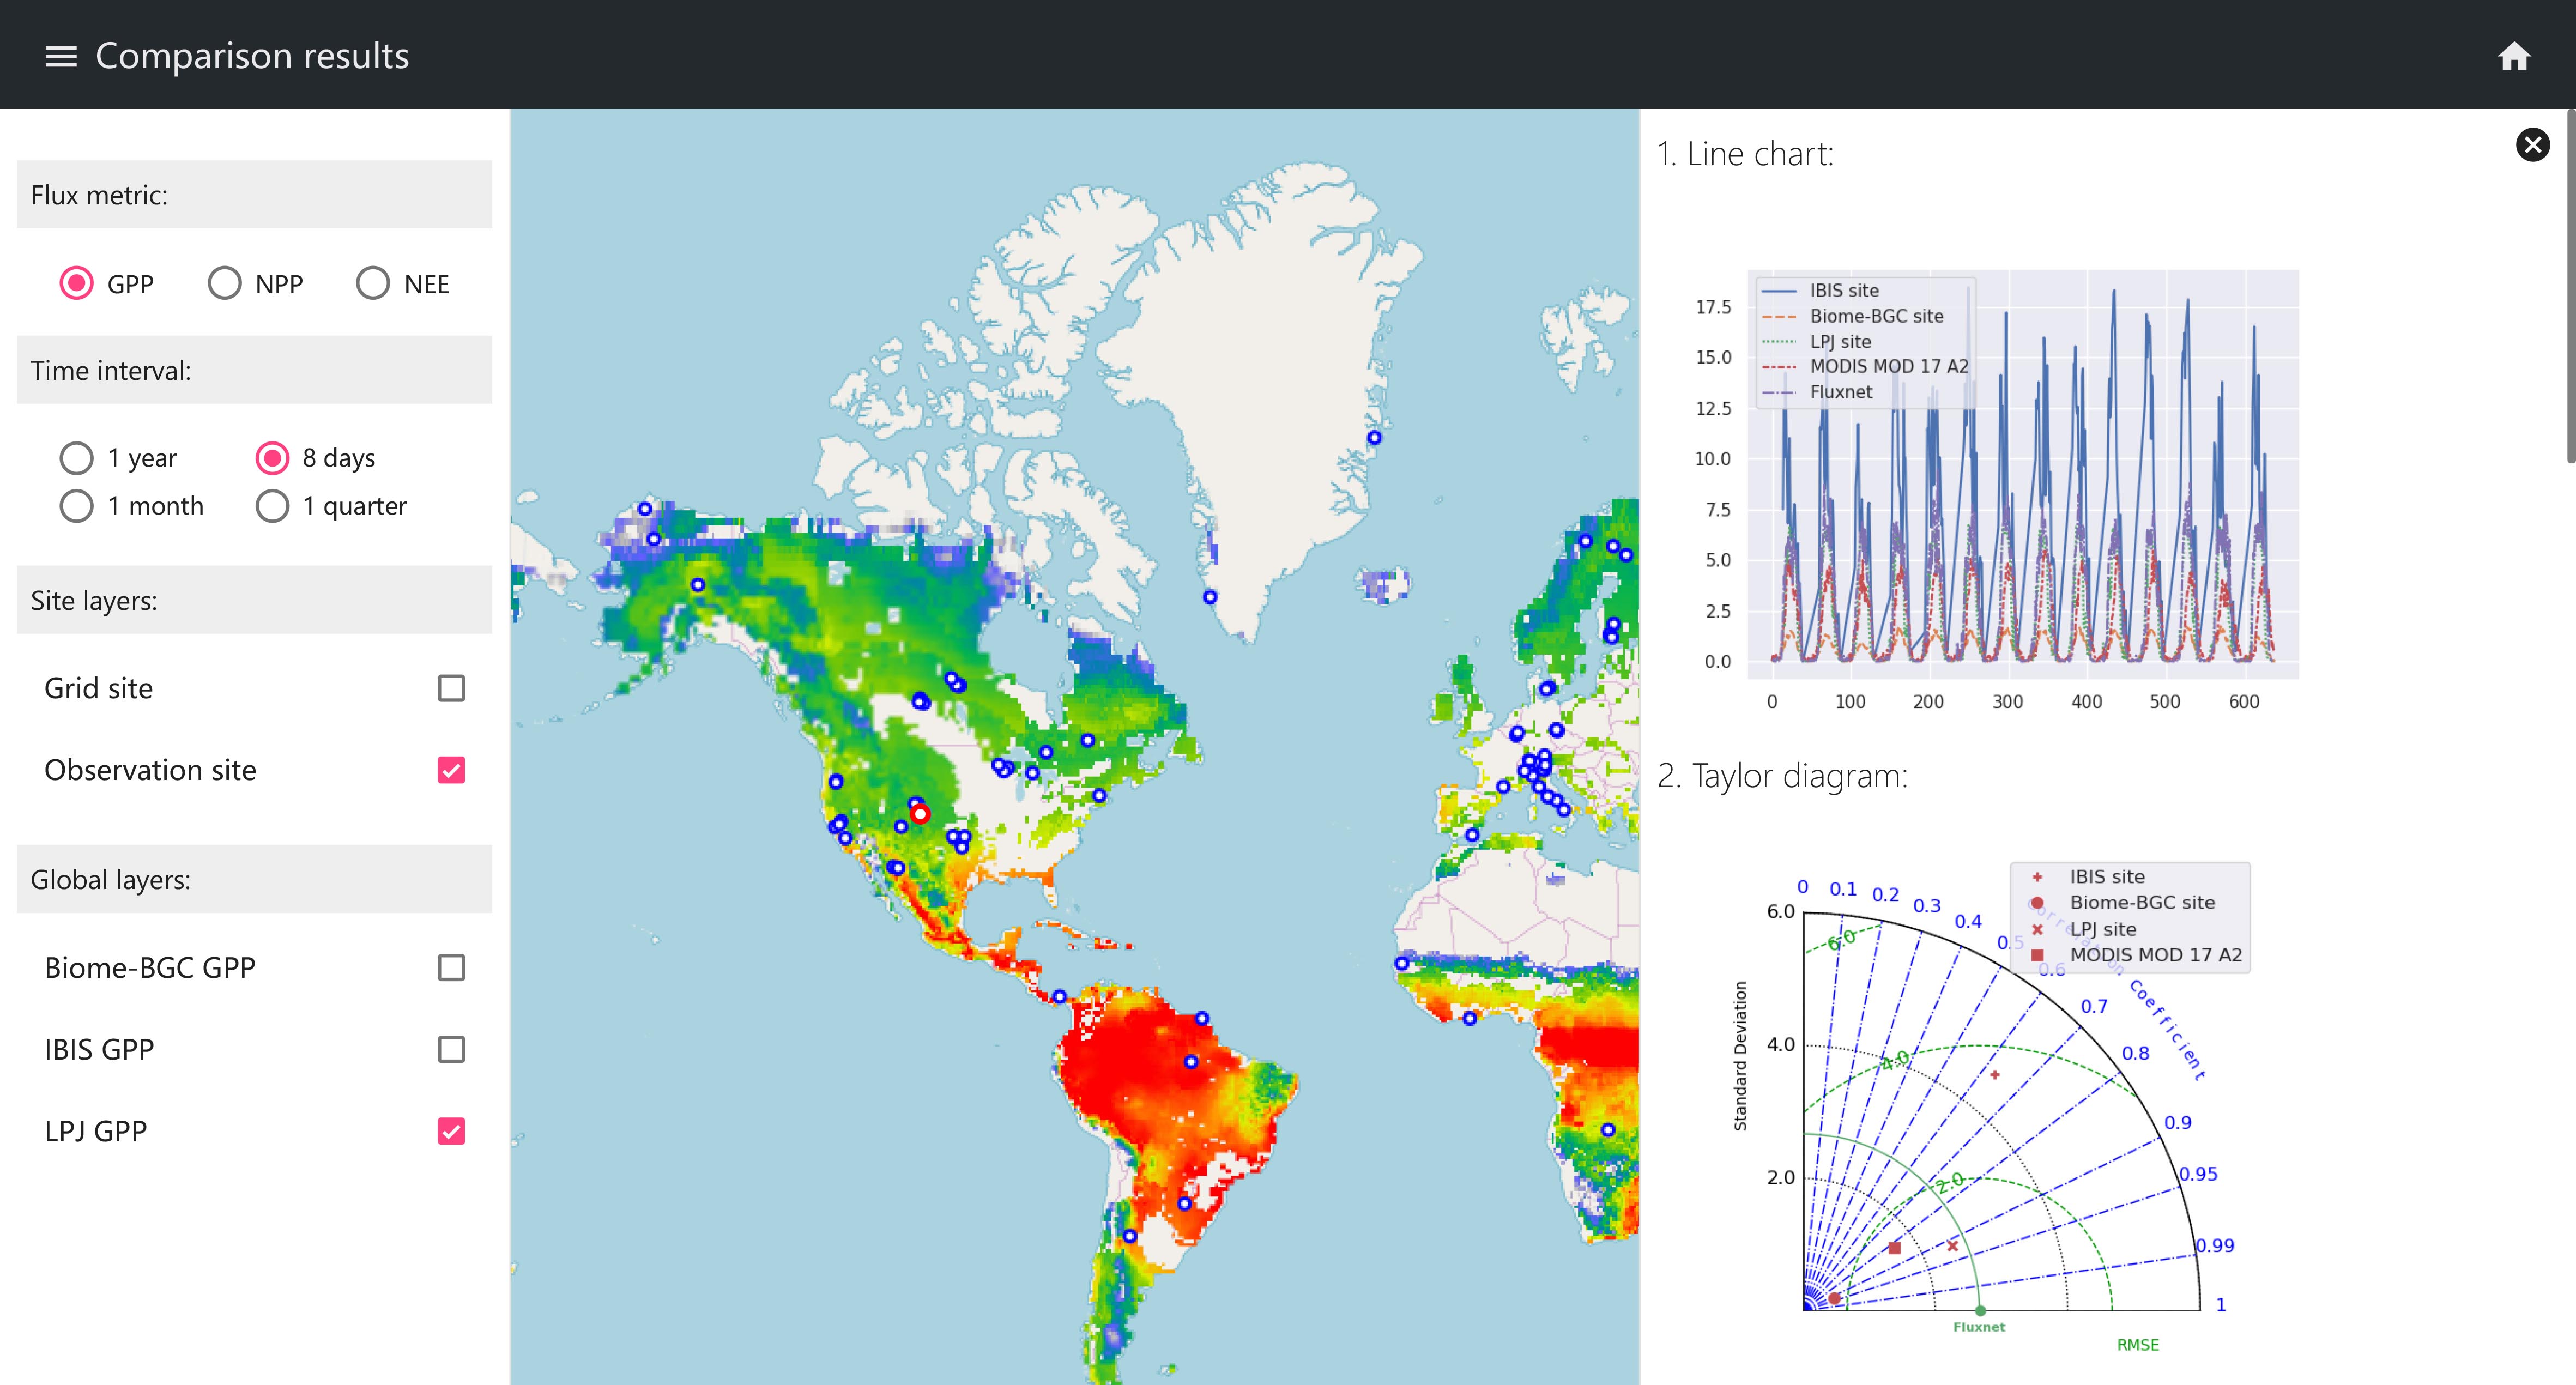 Comparison results
Flux metric:
GPP
NPP
NEE
Time interval:
1 year
8 days
1 month
1 quarter
Site layers:
Grid site
Observation site
Global layers:
Biome-BGC GPP
IBIS GPP
LPJ GPP
1. Line chart:
IBIS site
Biome-BGC site
LPJ site
MODIS MOD 17 A2
Fluxnet
17.5
15.0
12.5
10.0
7.5
5.0
2.5
0.0
0 100 200 300 400 500 600
2. Taylor diagram:
IBIS site
Biome-BGC site
LPJ site
MODIS MOD 17 A2
0 0.1 0.2 0.3 0.4 0.5 0.6 0.7 0.8 0.9 0.95 0.99 1
Correlation Coefficient
6.0
4.0
2.0
Standard Deviation
6.0
4.0
2.0
Fluxnet
RMSE